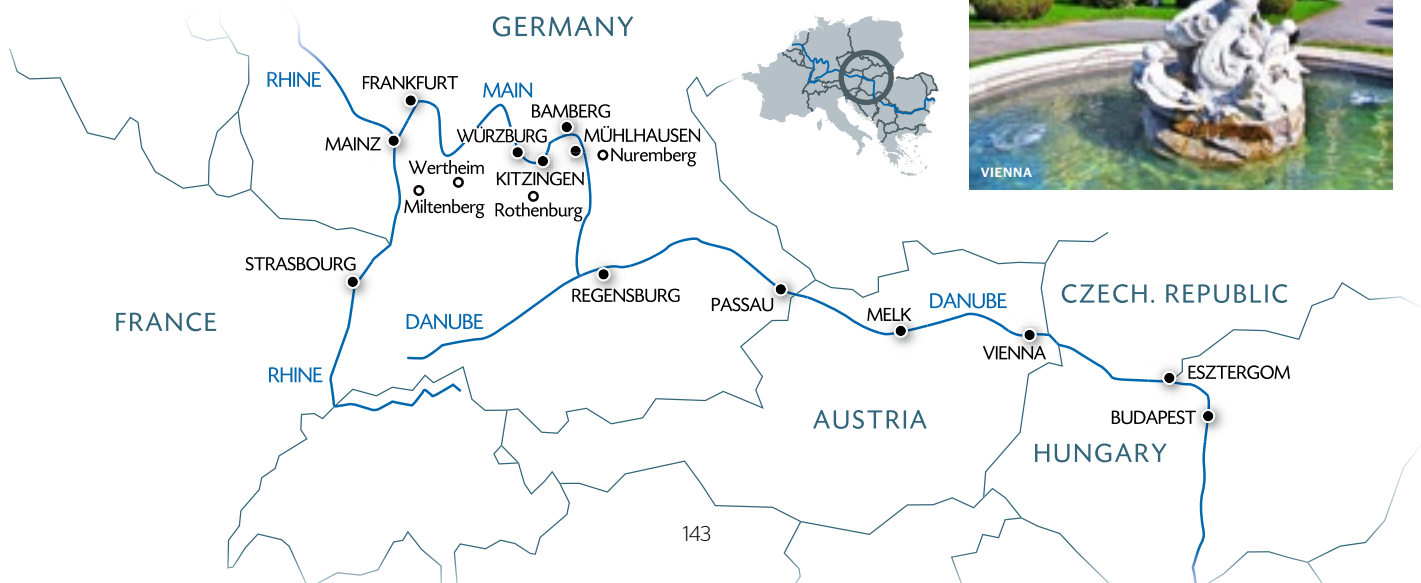 GERMANY
RHINE
FRANKFURT
MAIN
BAMBERG
MAINZ
WÜRZBURG
MÜHLHAUSEN
Nuremberg
Wertheim
KITZINGEN
Miltenberg
Rothenburg
VIENNA
STRASBOURG
REGENSBURG
PASSAU
FRANCE
DANUBE
MELK
DANUBE
CZECH. REPUBLIC
VIENNA
RHINE
ESZTERGOM
AUSTRIA
BUDAPEST
HUNGARY
143